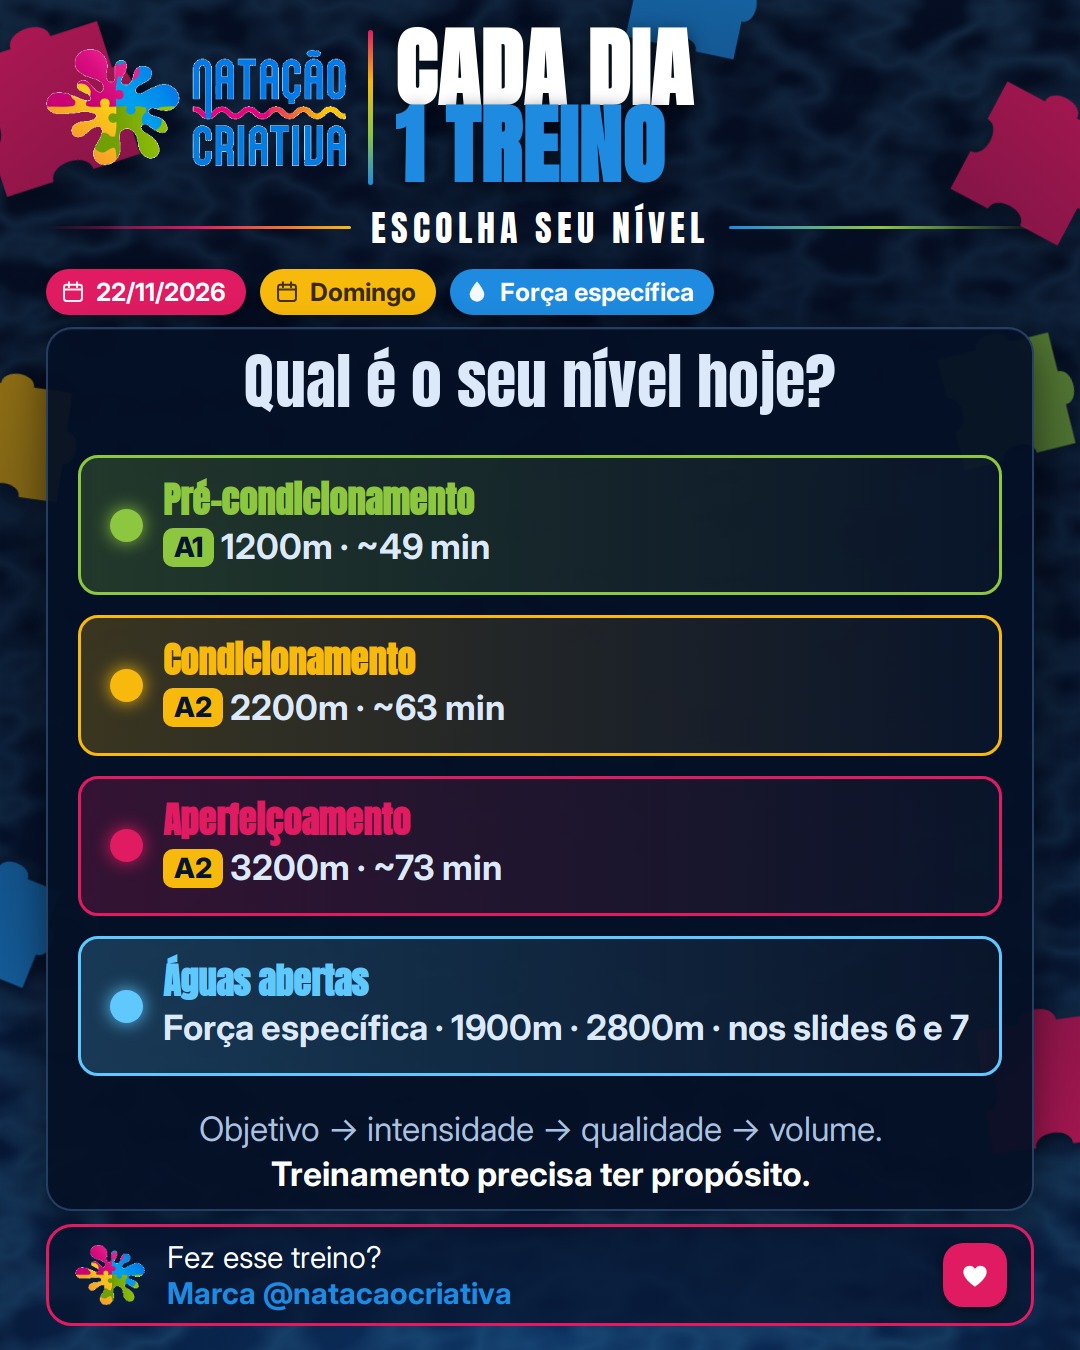 NATAÇÃO
CRIATIVA
CADA DIA
1 TREINO
ESCOLHA SEU NÍVEL
22/11/2026
Domingo
Força específica
Qual é o seu nível hoje?
Pré-condicionamento
A1 1200m · ~49 min
Condicionamento
A2 2200m · ~63 min
Aperfeiçoamento
A2 3200m · ~73 min
Águas abertas
Força específica · 1900m · 2800m · nos slides 6 e 7
Objetivo → intensidade → qualidade → volume.
Treinamento precisa ter propósito.
Fez esse treino?
Marca @natacaocriativa